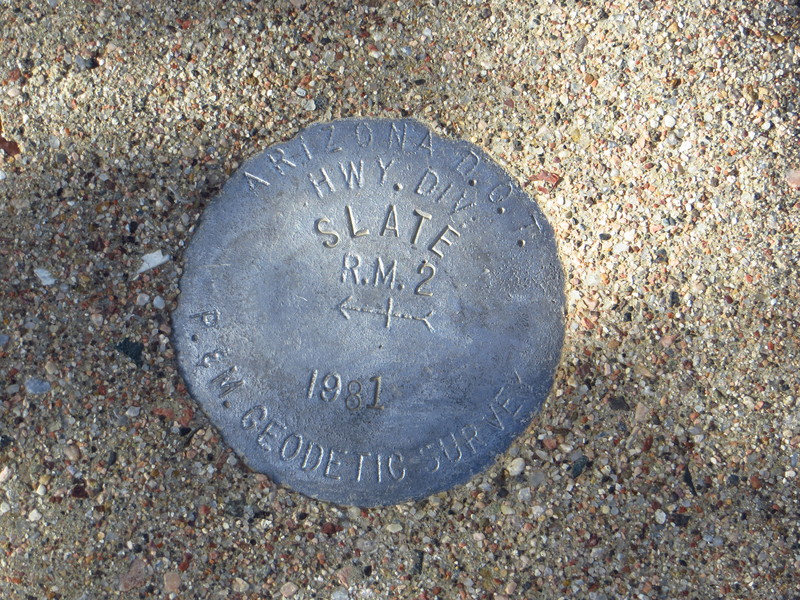 ARIZONA D.O.T.
HWY. DIV.
SLATE
R.M. 2
1981
P. & M. GEODETIC SURVEY